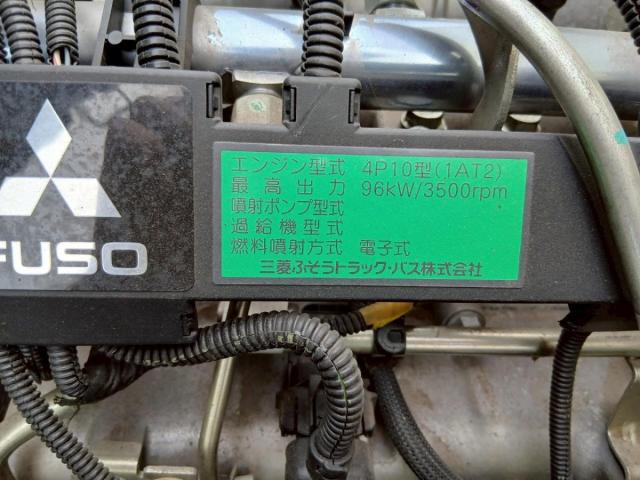 FUSO
エンジン型式 4P10型(1AT2)
最高出力 96kW/3500rpm
噴射ポンプ型式
過給機型式
燃料噴射方式 電子式
三菱ふそうトラック・バス株式会社